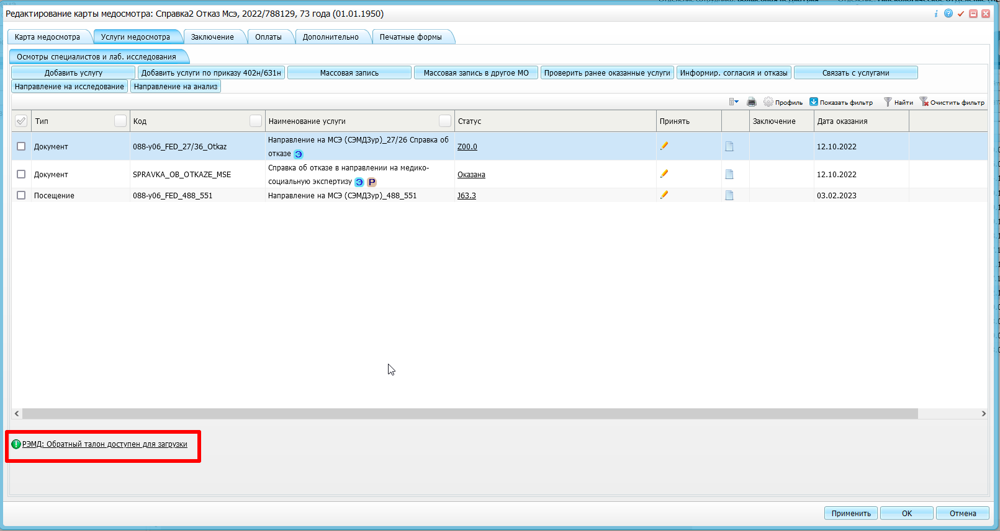 Редактирование карты медосмотра: Справка2 Отказ Мсэ, 2022/788129, 73 года (01.01.1950)
Карта медосмотра Услуги медосмотра Заключение Оплаты Дополнительно Печатные формы
Осмотры специалистов и лаб. исследования
Добавить услугу Добавить услуги по приказу 402н/631н Массовая запись Массовая запись в другое МО Проверить ранее оказанные услуги Информир. согласия и отказы Связать с услугами
Направление на исследование Направление на анализ
Профиль Показать фильтр Найти Очистить фильтр
Тип Код Наименование услуги Статус Принять Заключение Дата оказания
Документ 088-y06_FED_27/36_Otkaz Направление на МСЭ (СЭМДЗур)_27/26 Справка об Z00.0 12.10.2022
отказе Э
Документ SPRAVKA_OB_OTKAZE_MSE Справка об отказе в направлении на медико- Оказана 12.10.2022
социальную экспертизу Э Р
Посещение 088-y06_FED_488_551 Направление на МСЭ (СЭМДЗур)_488_551 J63.3 03.02.2023
РЭМД: Обратный талон доступен для загрузки
Применить ОК Отмена